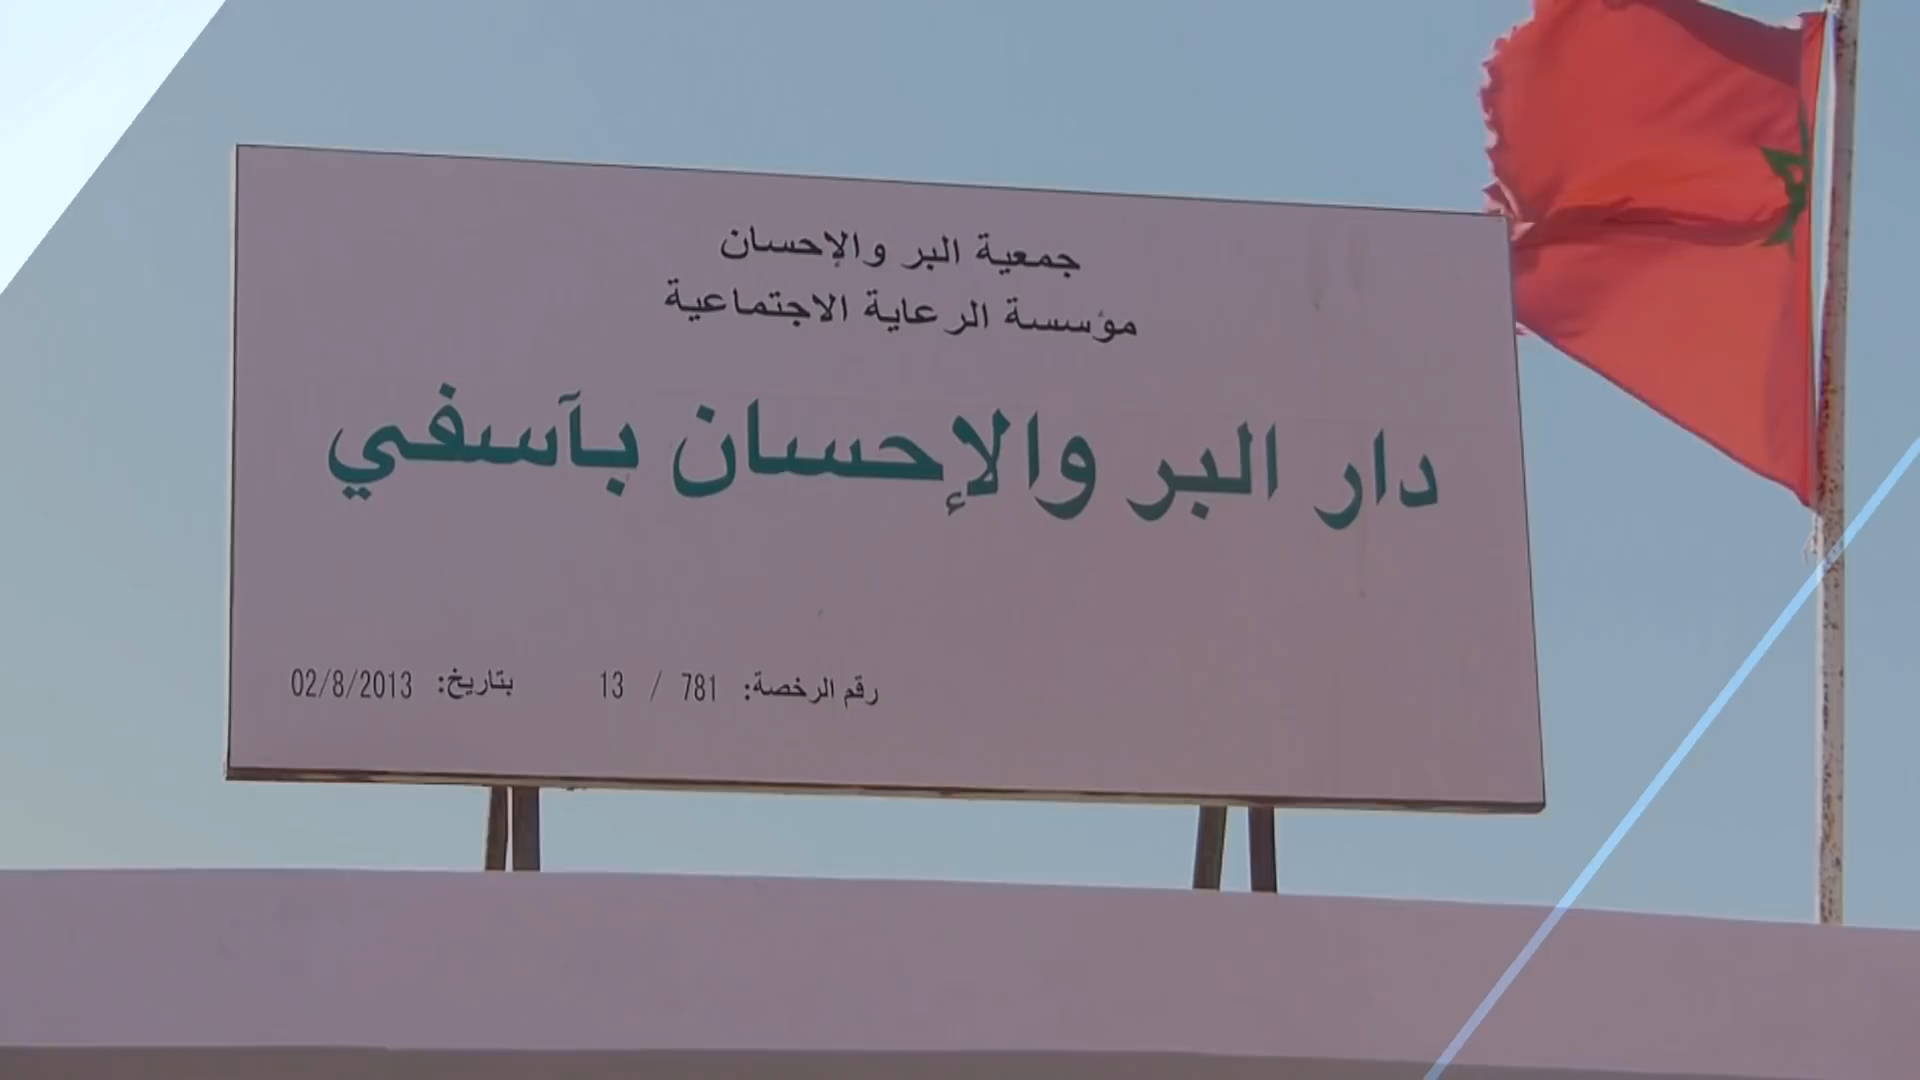 جمعية البر والإحسان
مؤسسة الرعاية الاجتماعية
دار البر والإحسان بآسفي
رقم الرخصة: 781 / 13 بتاريخ: 02/8/2013